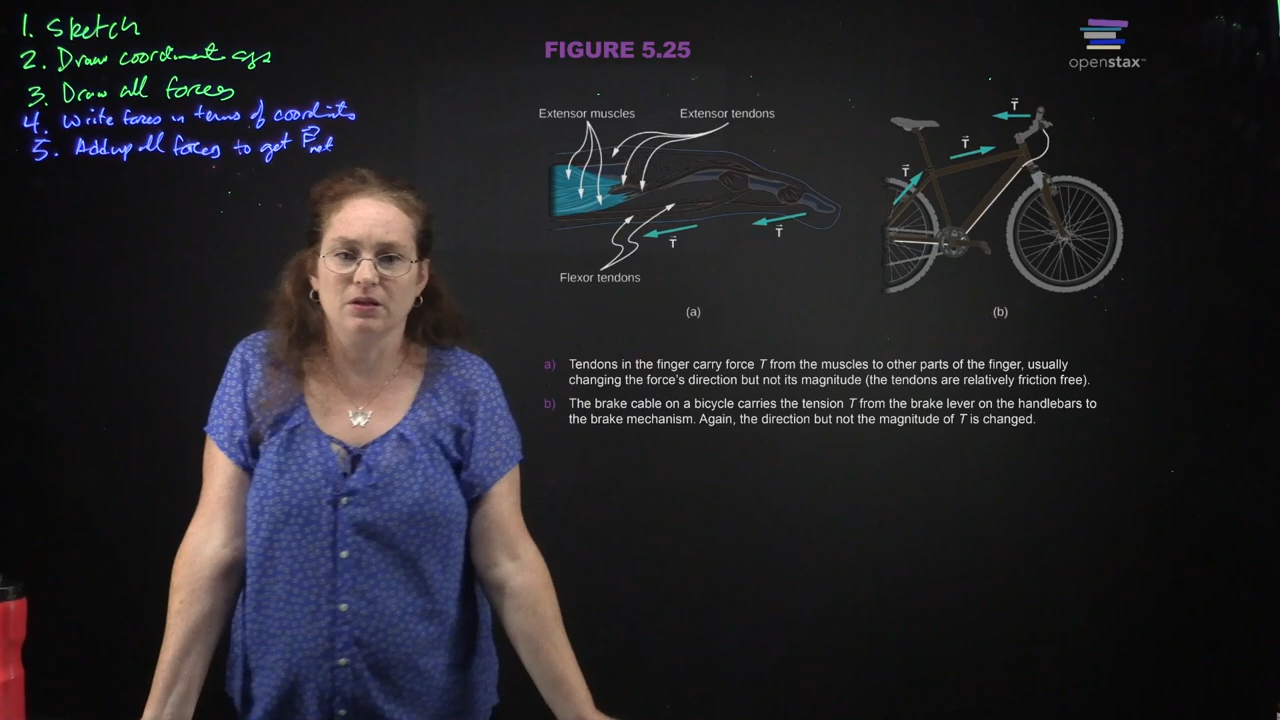 1. Sketch
2. Draw coordinate sys
3. Draw all forces
4. Write forces in terms of coordinates
5. Add up all forces to get F net
FIGURE 5.25
openstax™
Extensor muscles
Extensor tendons
T
T
Flexor tendons
(a)
T
T
T
(b)
a) Tendons in the finger carry force T from the muscles to other parts of the finger, usually
changing the force's direction but not its magnitude (the tendons are relatively friction free).
b) The brake cable on a bicycle carries the tension T from the brake lever on the handlebars to
the brake mechanism. Again, the direction but not the magnitude of T is changed.